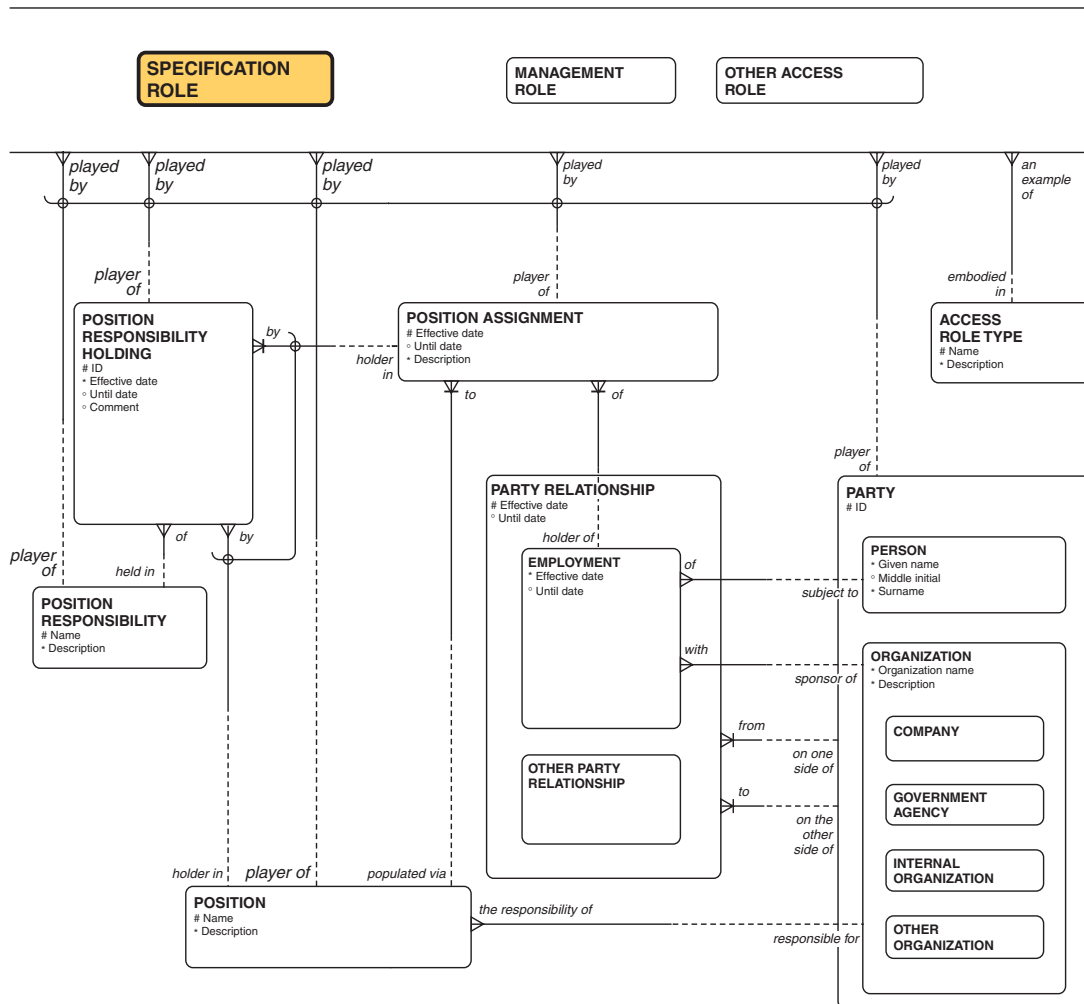 SPECIFICATION
ROLE
MANAGEMENT
ROLE
OTHER ACCESS
ROLE
played
by
played
by
played
by
played
by
played
by
an
example
of
player
of
player
of
embodied
in
POSITION
RESPONSIBILITY
HOLDING
# ID
* Effective date
○ Until date
○ Comment
by
holder
in
POSITION ASSIGNMENT
# Effective date
○ Until date
* Description
ACCESS
ROLE TYPE
# Name
* Description
to
of
player
of
PARTY RELATIONSHIP
# Effective date
○ Until date
holder of
PARTY
# ID
of
by
held in
player
of
EMPLOYMENT
* Effective date
○ Until date
of
subject to
PERSON
* Given name
○ Middle initial
* Surname
POSITION
RESPONSIBILITY
# Name
* Description
with
sponsor of
ORGANIZATION
* Organization name
* Description
from
on one
side of
COMPANY
OTHER PARTY
RELATIONSHIP
to
on the
other
side of
GOVERNMENT
AGENCY
INTERNAL
ORGANIZATION
holder in
player of
populated via
POSITION
# Name
* Description
the responsibility of
responsible for
OTHER
ORGANIZATION